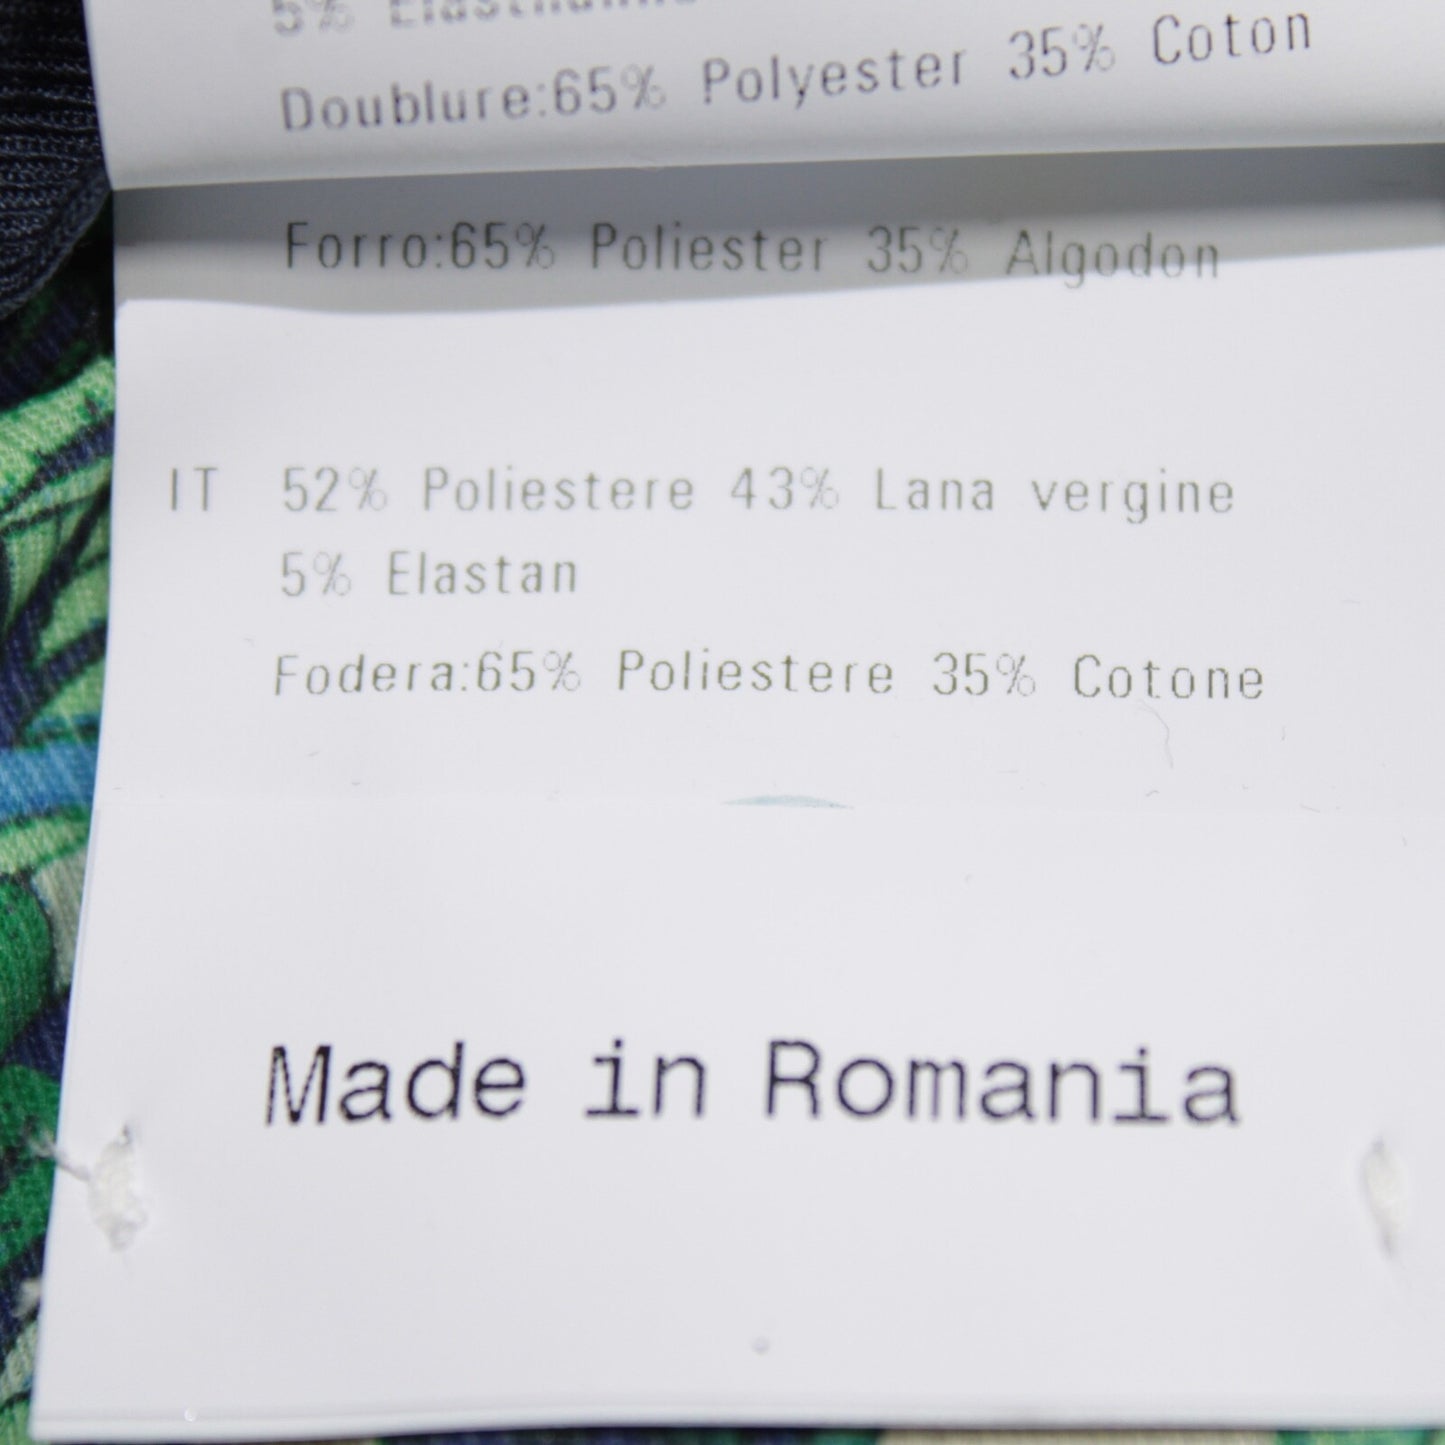 5%
Doublure:65% Polyester 35% Coton
Forro:65% Poliester 35% Algodon
IT 52% Poliestere 43% Lana vergine
5% Elastan
Fodera:65% Poliestere 35% Cotone
Made in Romania